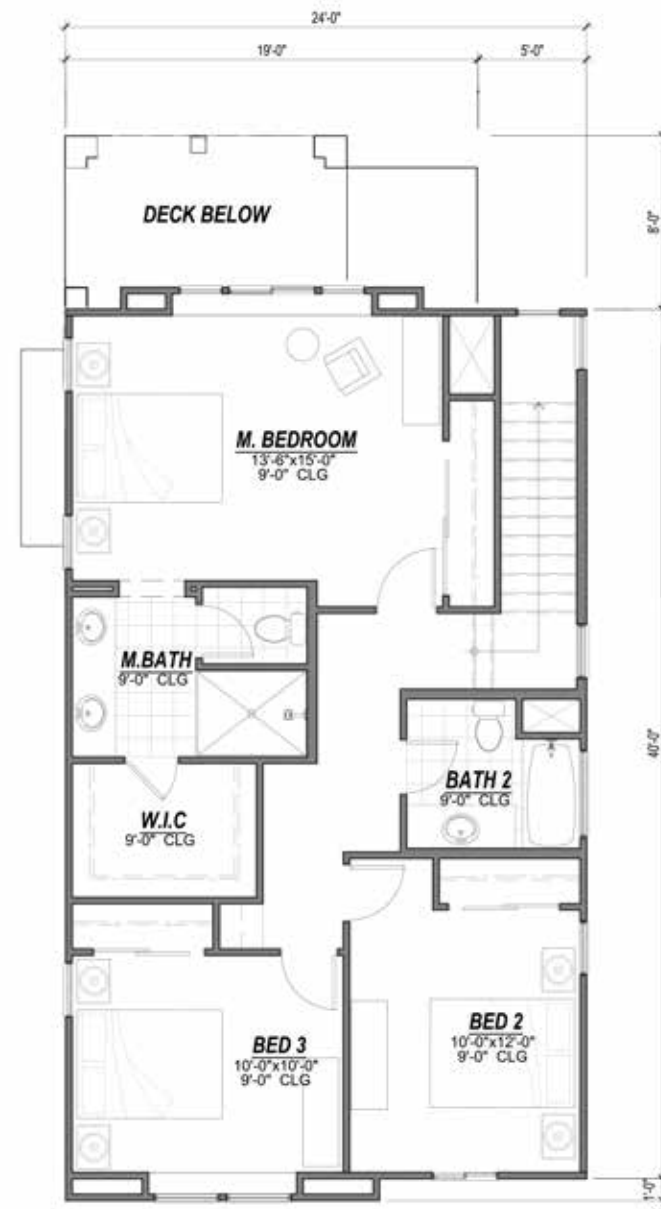 24'-0"
19'-0"
5'-0"
DECK BELOW
8'-0"
M. BEDROOM
13'-6"x15'-0"
9'-0" CLG
M.BATH
9'-0" CLG
40'-0"
BATH 2
9'-0" CLG
W.I.C
9'-0" CLG
BED 2
10'-0"x12'-0"
9'-0" CLG
BED 3
10'-0"x10'-0"
9'-0" CLG
1'-0"